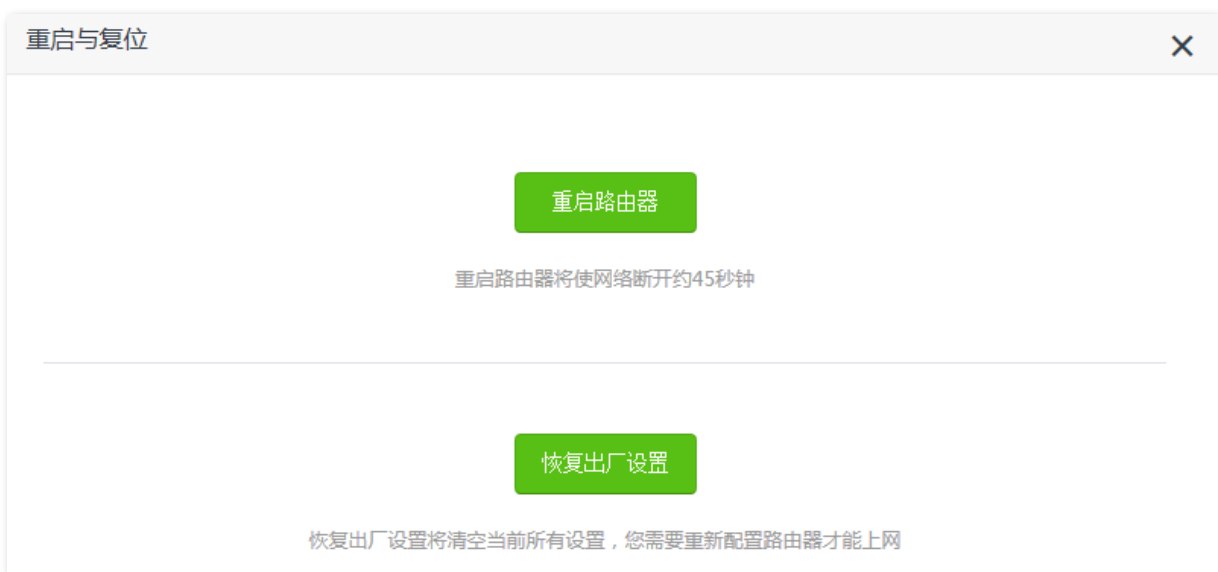 重启与复位
重启路由器
重启路由器将使网络断开约45秒钟
恢复出厂设置
恢复出厂设置将清空当前所有设置，您需要重新配置路由器才能上网